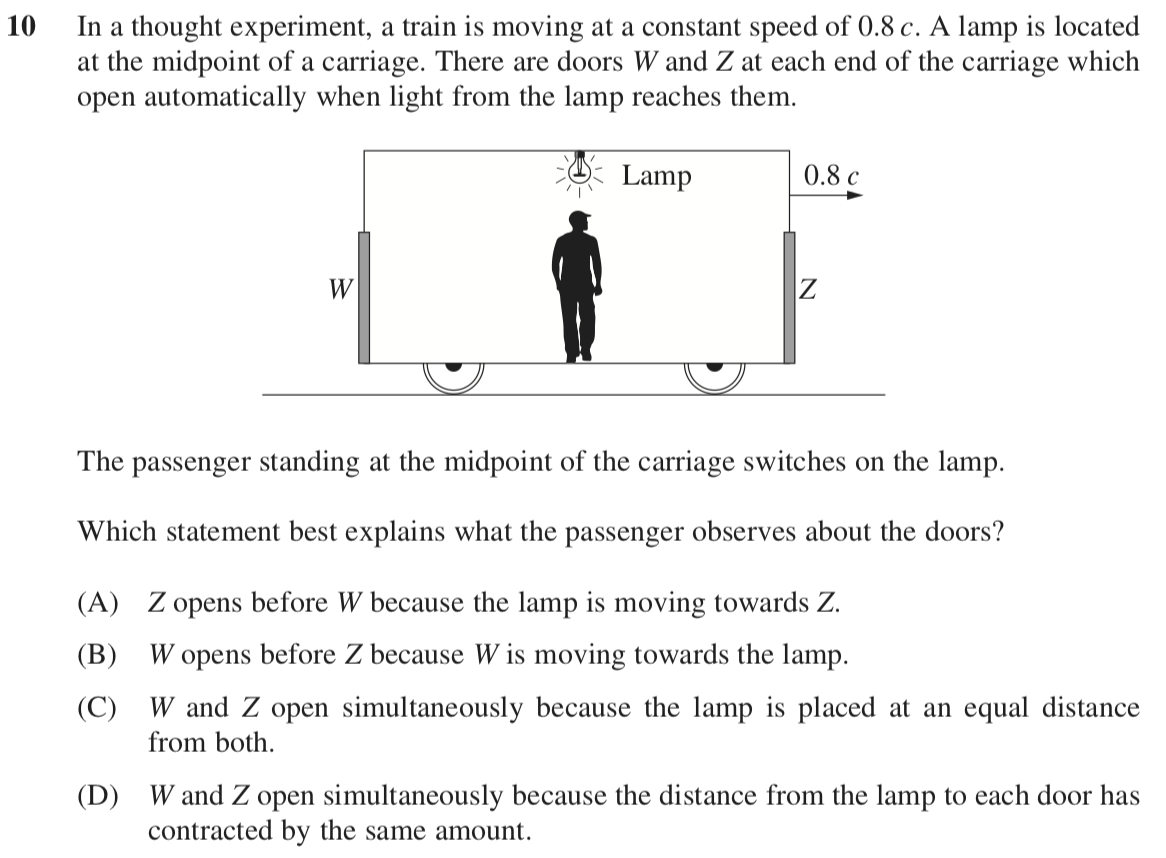 10 In a thought experiment, a train is moving at a constant speed of 0.8 c. A lamp is located
at the midpoint of a carriage. There are doors W and Z at each end of the carriage which
open automatically when light from the lamp reaches them.
Lamp
0.8 c
W
Z
The passenger standing at the midpoint of the carriage switches on the lamp.
Which statement best explains what the passenger observes about the doors?
(A) Z opens before W because the lamp is moving towards Z.
(B) W opens before Z because W is moving towards the lamp.
(C) W and Z open simultaneously because the lamp is placed at an equal distance
from both.
(D) W and Z open simultaneously because the distance from the lamp to each door has
contracted by the same amount.